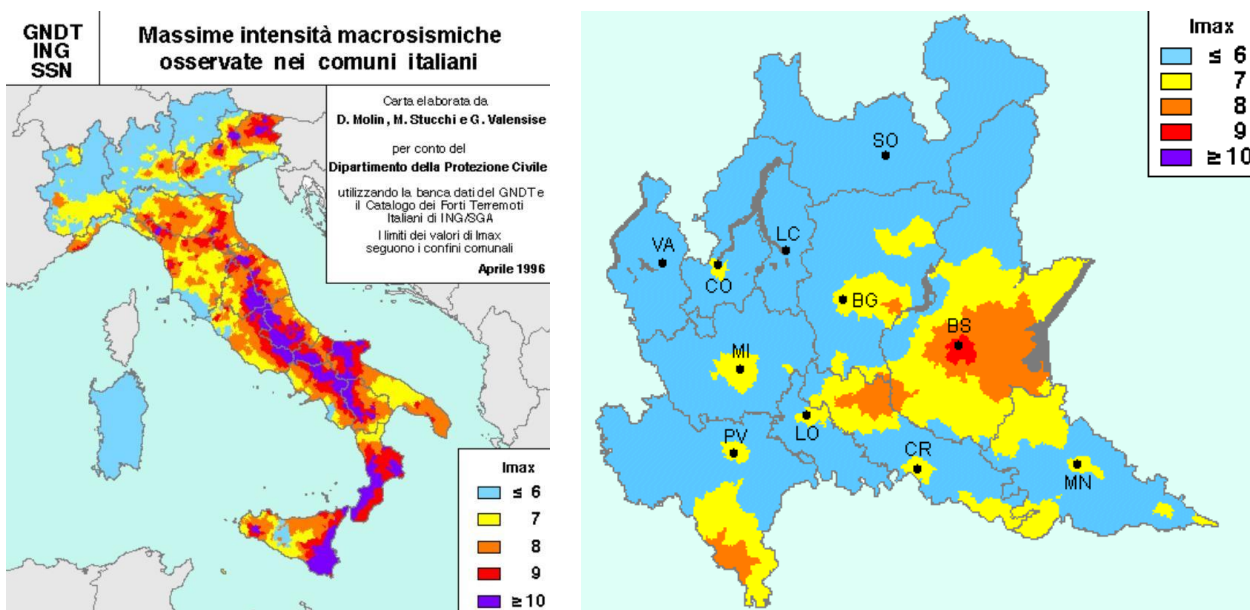 GNDT
ING
SSN
Massime intensità macrosismiche
osservate nei comuni italiani
Carta elaborata da
D. Molin, M. Stucchi e G. Valensise
per conto del
Dipartimento della Protezione Civile
utilizzando la banca dati del GNDT e
il Catalogo dei Forti Terremoti
Italiani di ING/SGA
I limiti dei valori di Imax
seguono i confini comunali
Aprile 1996
Imax
≤ 6
7
8
9
≥ 10
Imax
≤ 6
7
8
9
≥ 10
SO
VA
LC
CO
BG
BS
MI
LO
PV
CR
MN